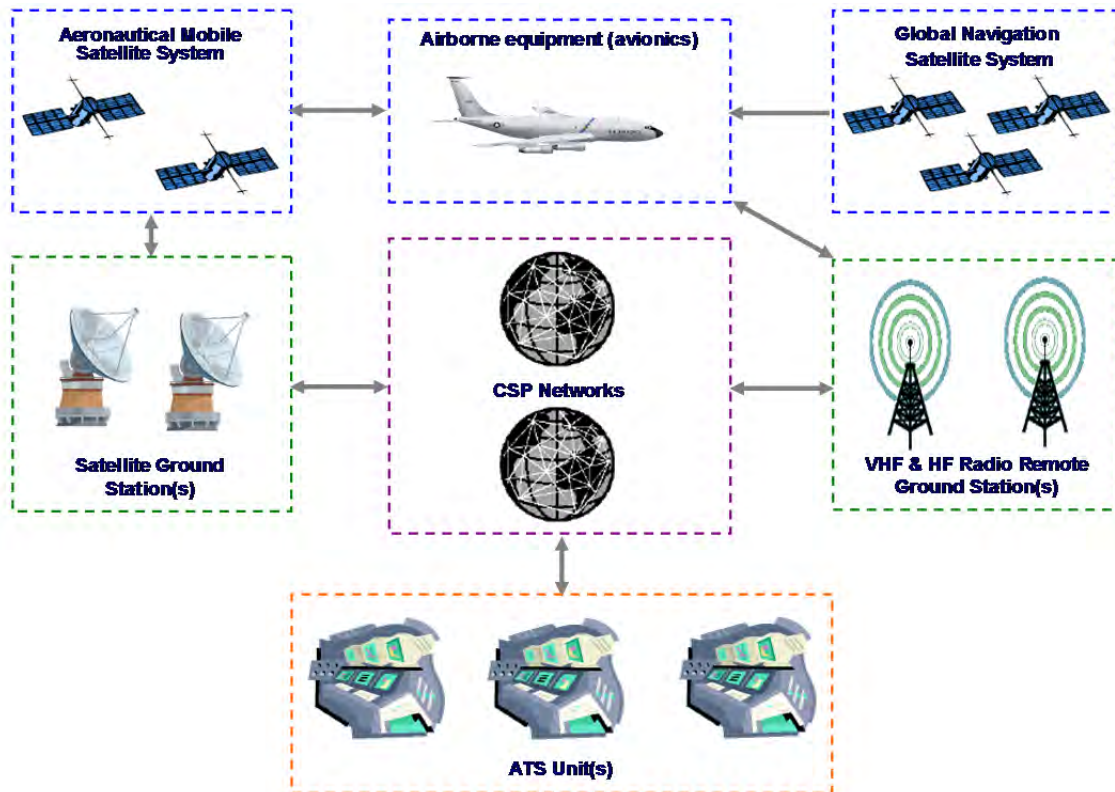 Aeronautical Mobile
Satellite System
Airborne equipment (avionics)
Global Navigation
Satellite System
CSP Networks
Satellite Ground
Station(s)
VHF & HF Radio Remote
Ground Station(s)
ATS Unit(s)